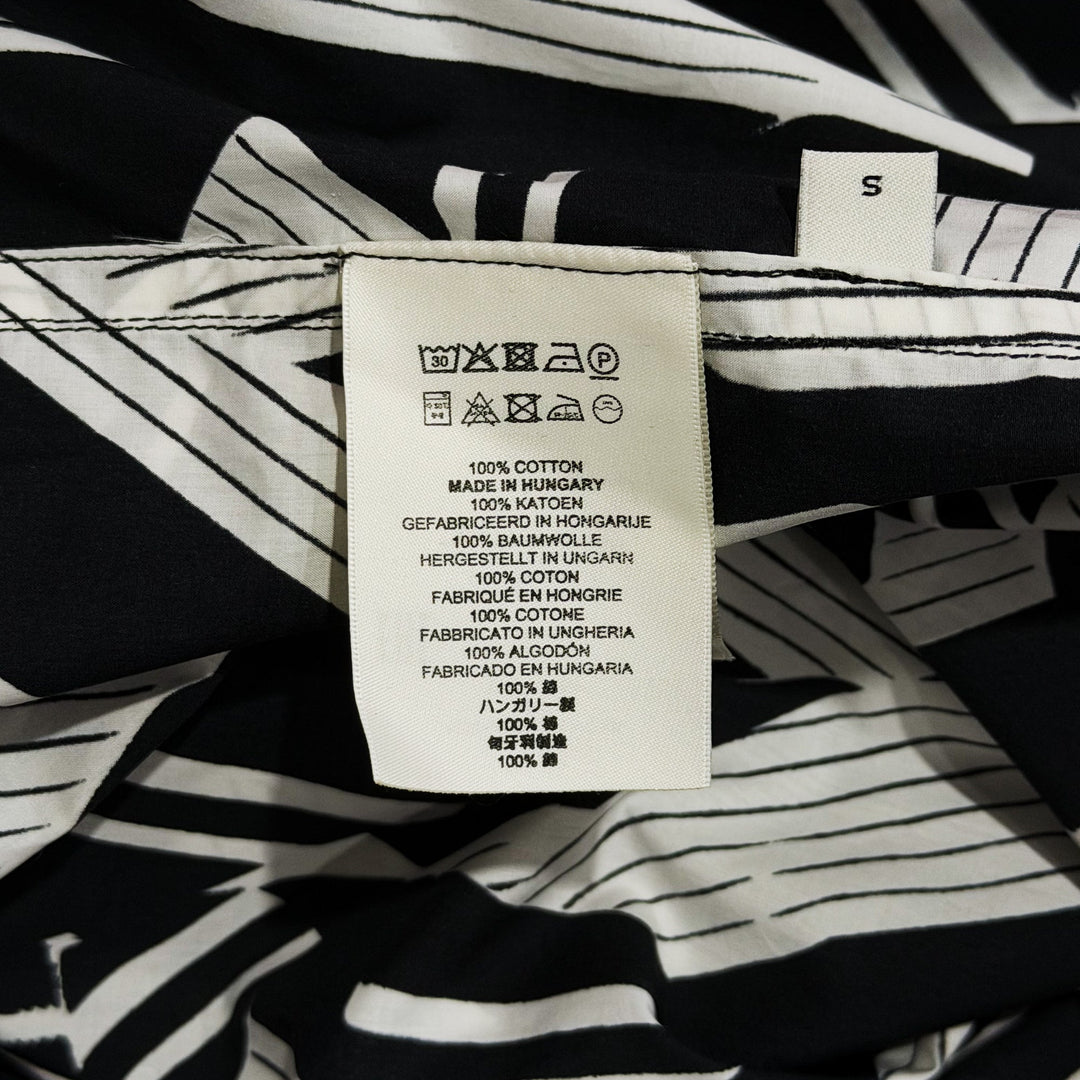 S
30
P
100% COTTON
MADE IN HUNGARY
100% KATOEN
GEFABRICEERD IN HONGARIJE
100% BAUMWOLLE
HERGESTELLT IN UNGARN
100% COTON
FABRIQUÉ EN HONGRIE
100% COTONE
FABBRICATO IN UNGHERIA
100% ALGODÓN
FABRICADO EN HUNGARIA
100% 綿
ハンガリー製
100% 棉
匈牙利制造
100% 綿